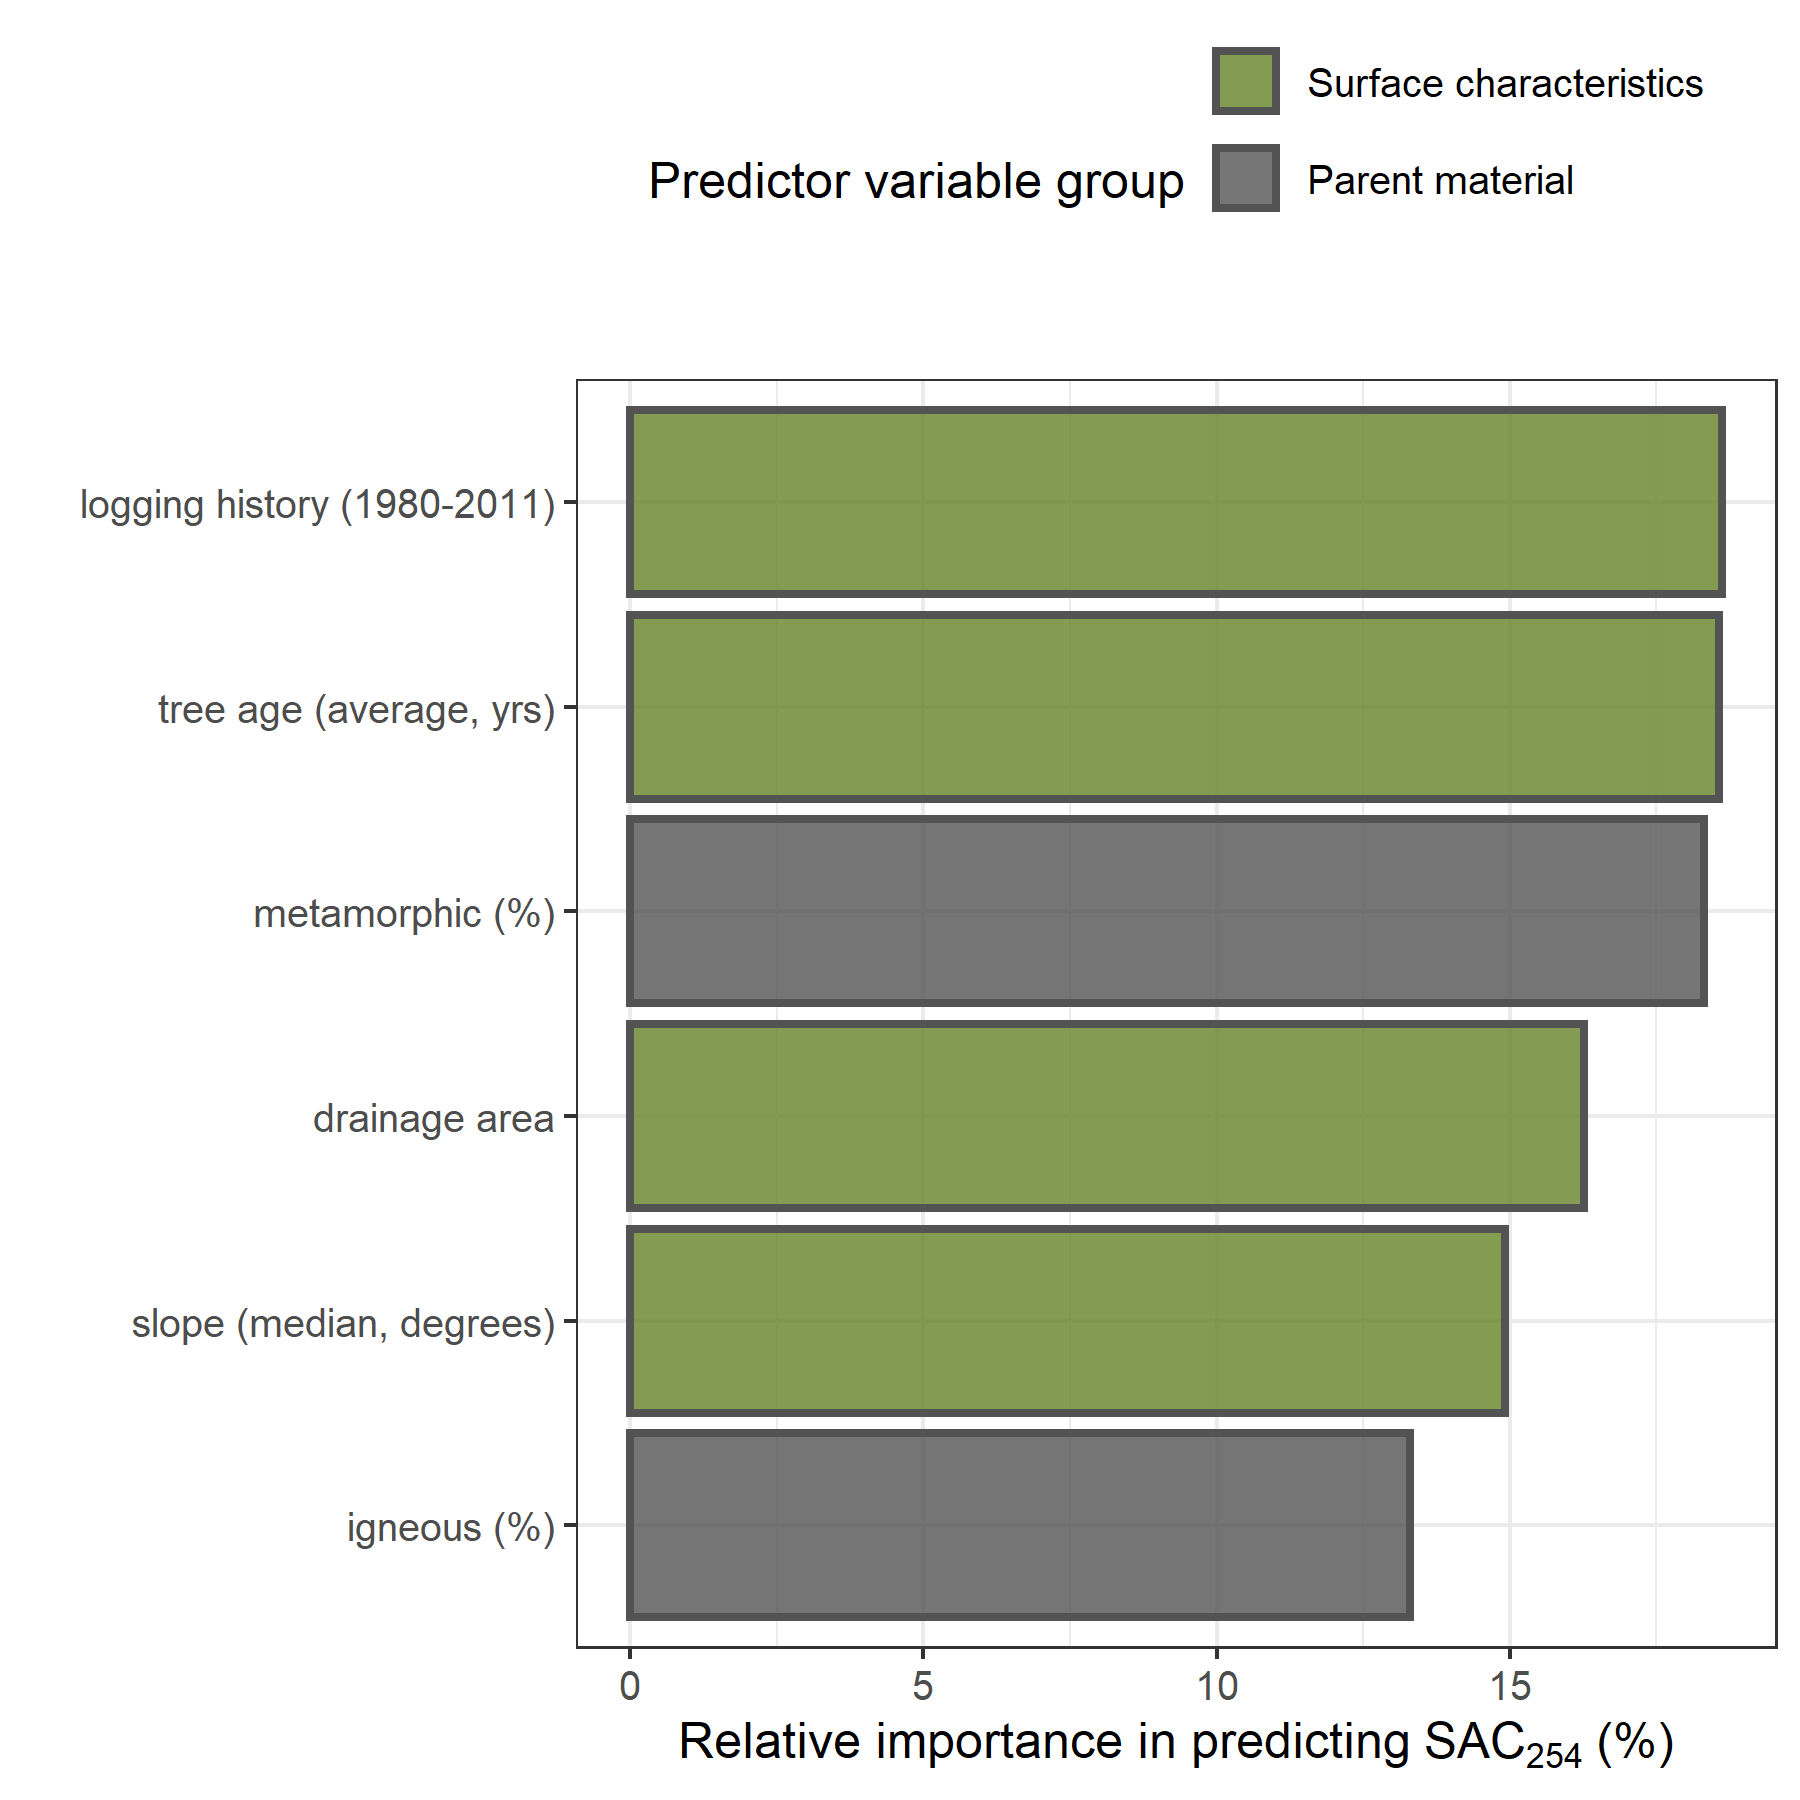 Surface characteristics
Predictor variable group
Parent material
logging history (1980-2011)
tree age (average, yrs)
metamorphic (%)
drainage area
slope (median, degrees)
igneous (%)
0 5 10 15
Relative importance in predicting SAC₂₅₄ (%)